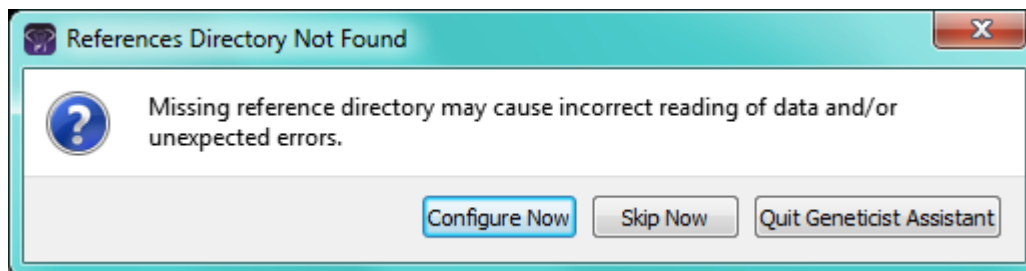 References Directory Not Found
Missing reference directory may cause incorrect reading of data and/or
unexpected errors.
Configure Now Skip Now Quit Geneticist Assistant